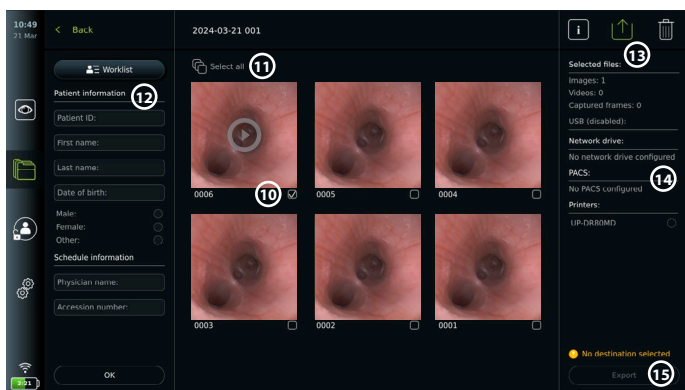 10:49
21 Mar
Back
2024-03-21 001
i
Worklist
Patient information
12
Patient ID:
First name:
Last name:
Date of birth:
Male:
Female:
Other:
Schedule information
Physician name:
Accession number:
OK
Select all
11
0006
10
0005
0004
0003
0002
0001
13
Selected files:
Images: 1
Videos: 0
Captured frames: 0
USB (disabled):
Network drive:
No network drive configured
PACS:
14
No PACS configured
Printers:
UP-DR80MD
No destination selected
Export
15
3:21